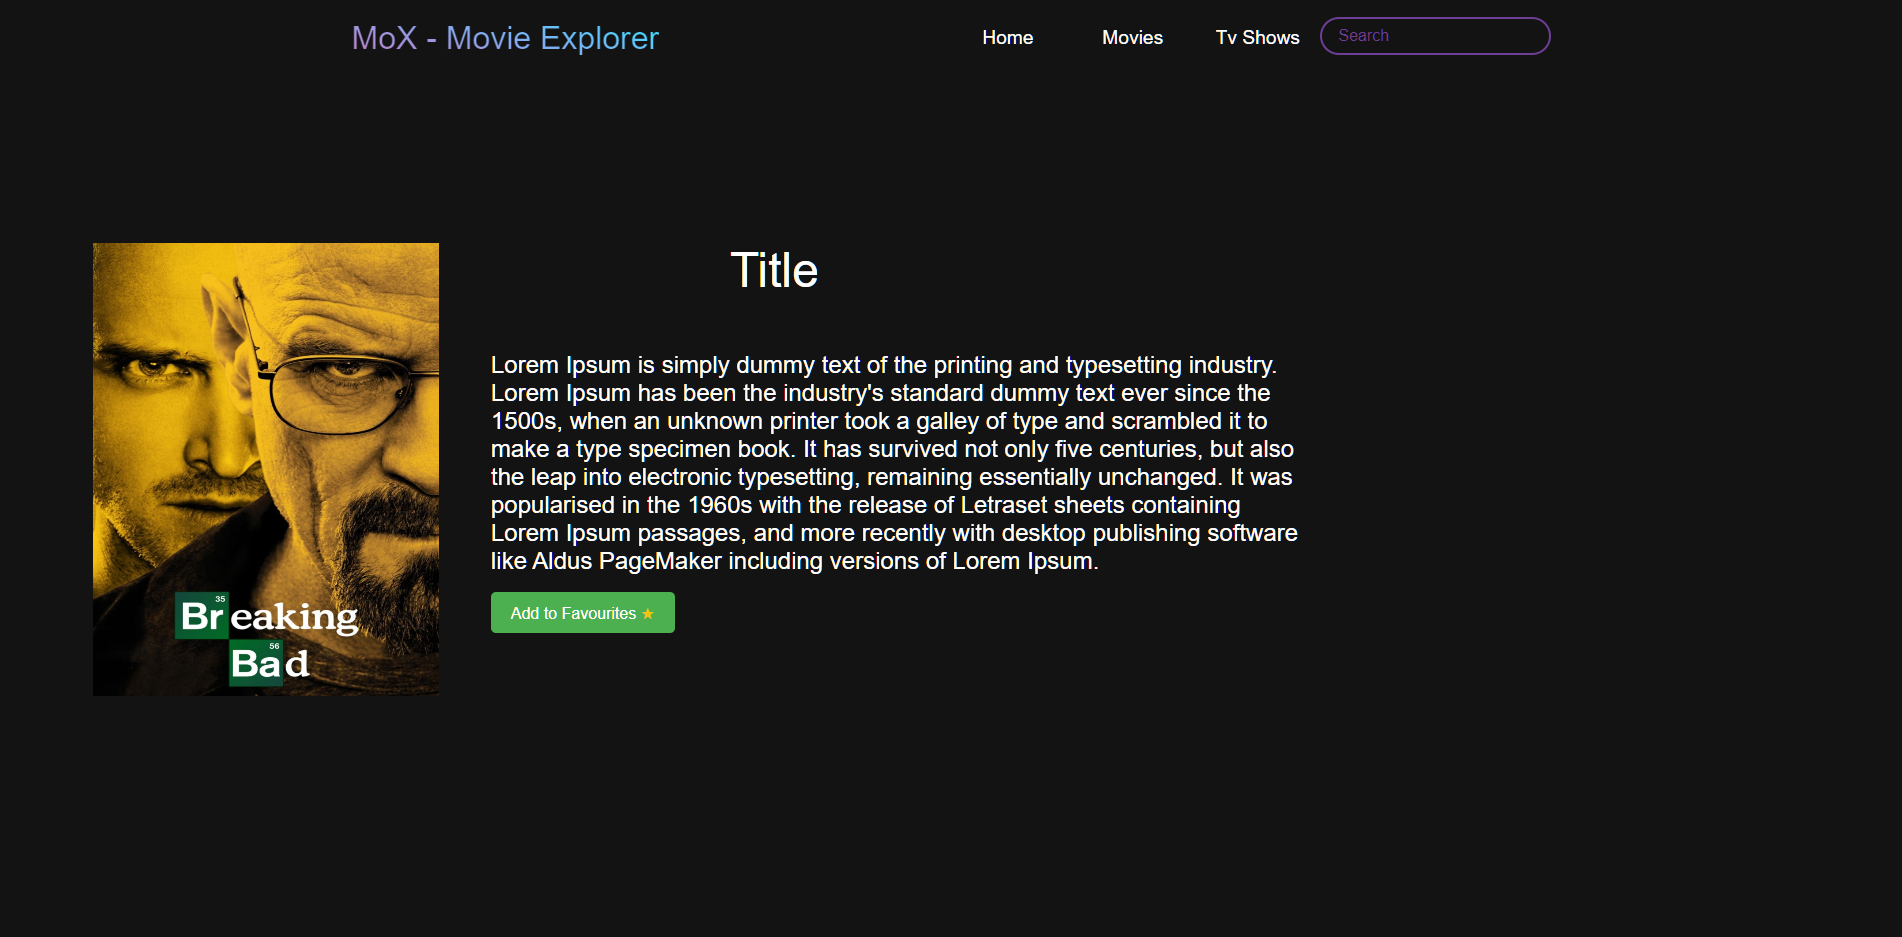 MoX - Movie Explorer
Home
Movies
Tv Shows
Search
Title
Lorem Ipsum is simply dummy text of the printing and typesetting industry.
Lorem Ipsum has been the industry's standard dummy text ever since the
1500s, when an unknown printer took a galley of type and scrambled it to
make a type specimen book. It has survived not only five centuries, but also
the leap into electronic typesetting, remaining essentially unchanged. It was
popularised in the 1960s with the release of Letraset sheets containing
Lorem Ipsum passages, and more recently with desktop publishing software
like Aldus PageMaker including versions of Lorem Ipsum.
Add to Favourites ★
35
Breaking
56
Bad